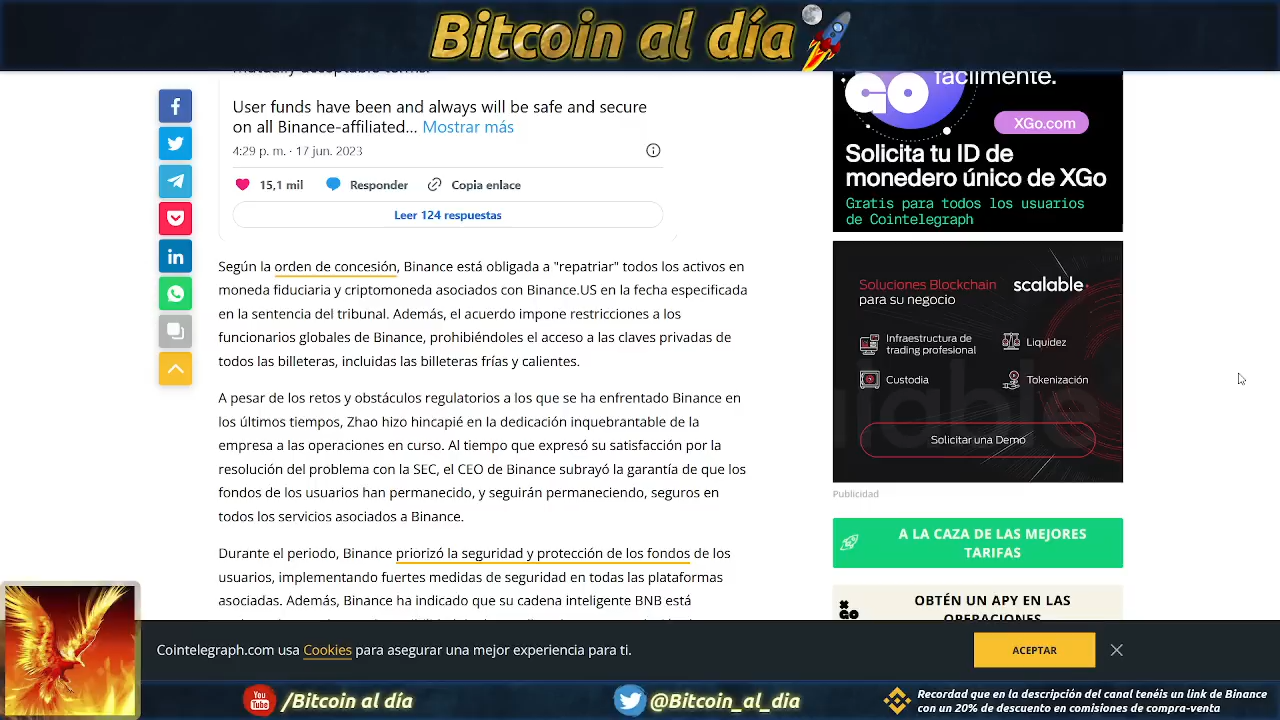 Bitcoin al día
mutually acceptable terms.
User funds have been and always will be safe and secure
on all Binance-affiliated... Mostrar más
4:29 p. m. · 17 jun. 2023
15,1 mil Responder Copia enlace
Leer 124 respuestas
Según la orden de concesión, Binance está obligada a "repatriar" todos los activos en
moneda fiduciaria y criptomoneda asociados con Binance.US en la fecha especificada
en la sentencia del tribunal. Además, el acuerdo impone restricciones a los
funcionarios globales de Binance, prohibiéndoles el acceso a las claves privadas de
todos los billeteras, incluidas las billeteras frías y calientes.
A pesar de los retos y obstáculos regulatorios a los que se ha enfrentado Binance en
los últimos tiempos, Zhao hizo hincapié en la dedicación inquebrantable de la
empresa a las operaciones en curso. Al tiempo que expresó su satisfacción por la
resolución del problema con la SEC, el CEO de Binance subrayó la garantía de que los
fondos de los usuarios han permanecido, y seguirán permaneciendo, seguros en
todos los servicios asociados a Binance.
Durante el periodo, Binance priorizó la seguridad y protección de los fondos de los
usuarios, implementando fuertes medidas de seguridad en todas las plataformas
asociadas. Además, Binance ha indicado que su cadena inteligente BNB está
fácilmente.
GO
XGo.com
Solicita tu ID de
monedero único de XGo
Gratis para todos los usuarios
de Cointelegraph
Soluciones Blockchain
para su negocio
scalable
Infraestructura de
trading profesional
Liquidez
Custodia
Tokenización
Solicitar una Demo
Publicidad
A LA CAZA DE LAS MEJORES
TARIFAS
XGO
OBTÉN UN APY EN LAS
OPERACIONES
Cointelegraph.com usa Cookies para asegurar una mejor experiencia para ti.
ACEPTAR
You Tube /Bitcoin al día
@Bitcoin_al_dia
Recordad que en la descripción del canal tenéis un link de Binance
con un 20% de descuento en comisiones de compra-venta